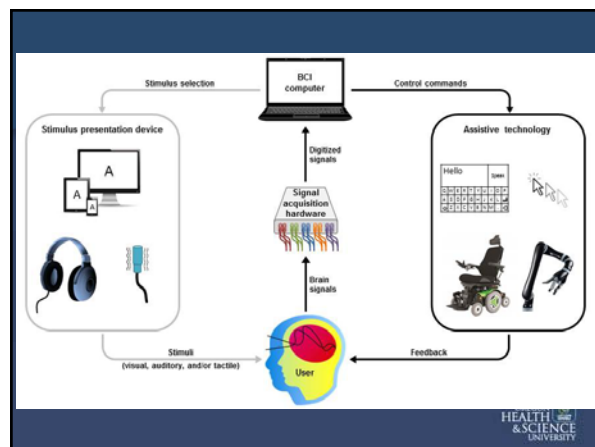 Stimulus selection
BCI
computer
Control commands
Stimulus presentation device
A
A
A
Digitized
signals
Signal
acquisition
hardware
Assistive technology
Hello
Brain
signals
Stimuli
(visual, auditory, and/or tactile)
User
Feedback
HEALTH
& SCIENCE
UNIVERSITY